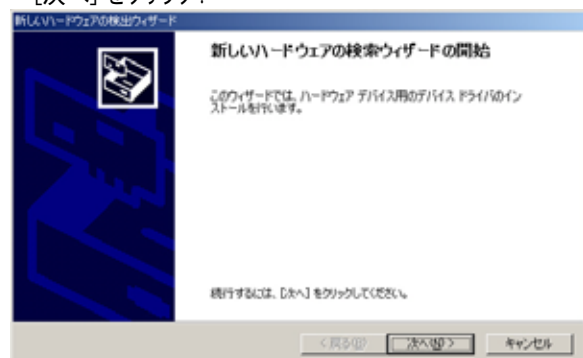 [次へ] をクリック!
新しいハードウェアの検出ウィザード
新しいハードウェアの検索ウィザードの開始
このウィザードでは、ハードウェア デバイス用のデバイス ドライバのイン
ストールを行います。
続行するには、[次へ] をクリックしてください。
< 戻る(B) 次へ(N) > キャンセル